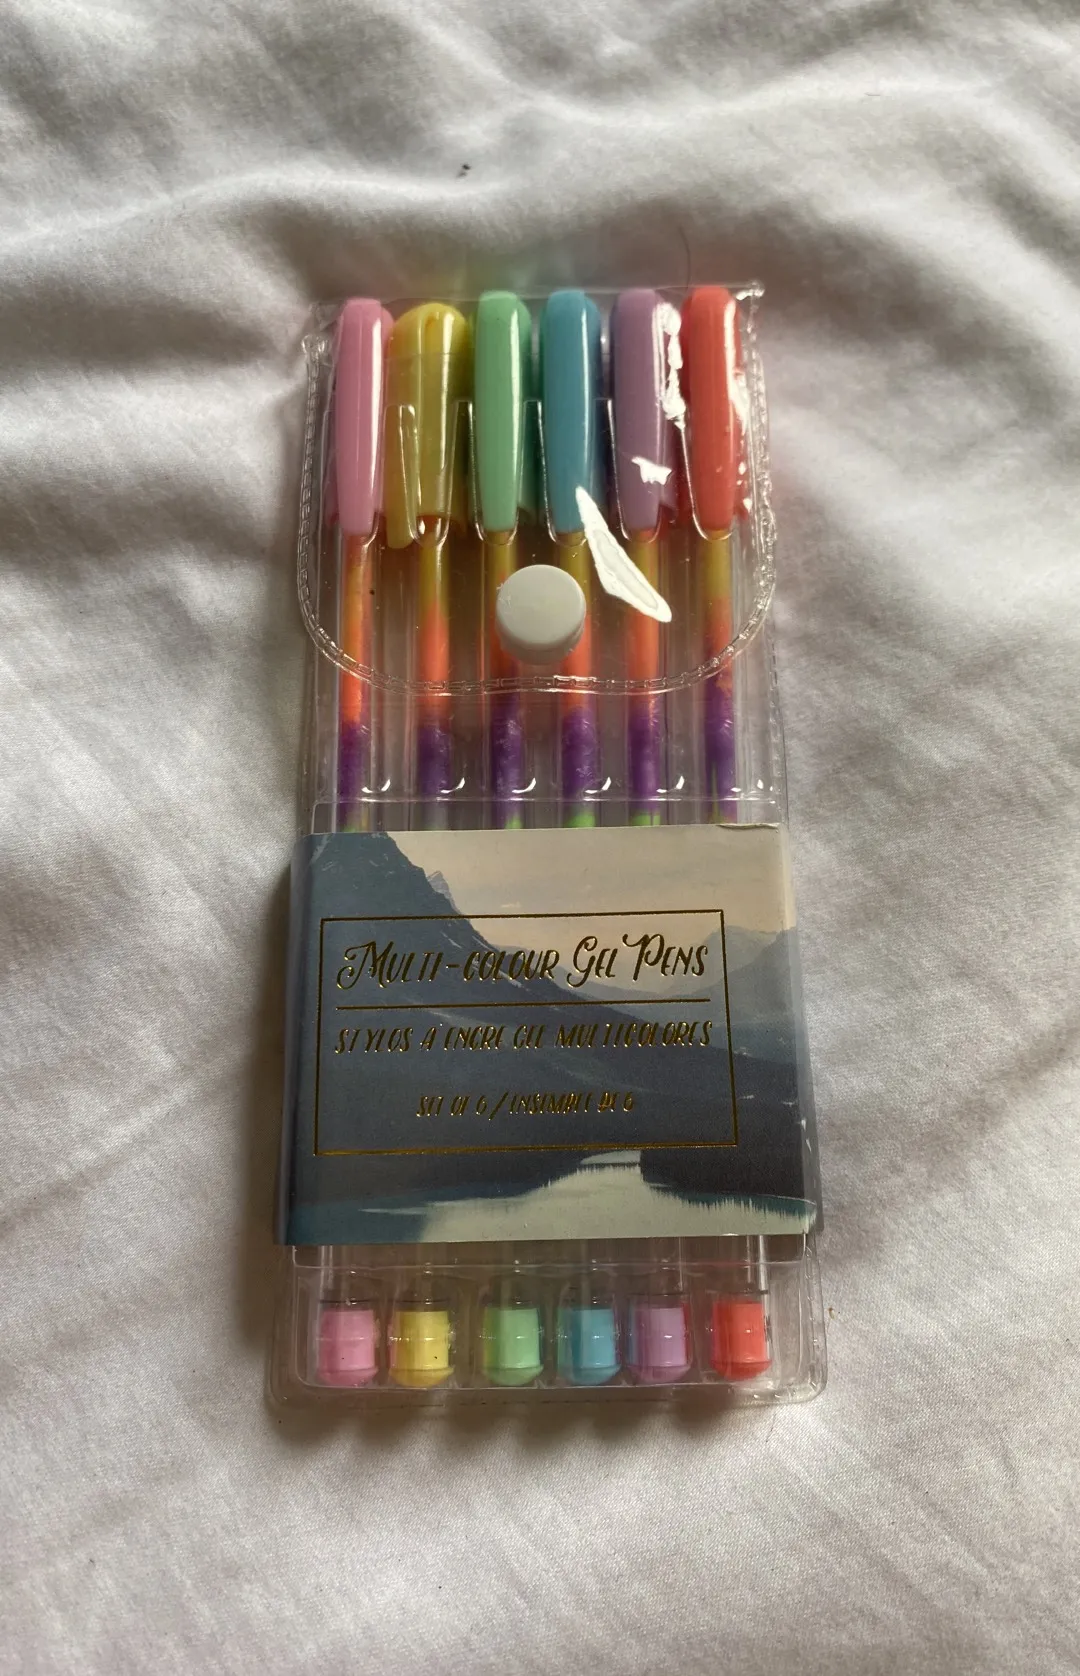 Multi-colour Gel Pens
STYLOS À ENCRE GEL MULTICOLORES
SET OF 6 / ENSEMBLE DE 6